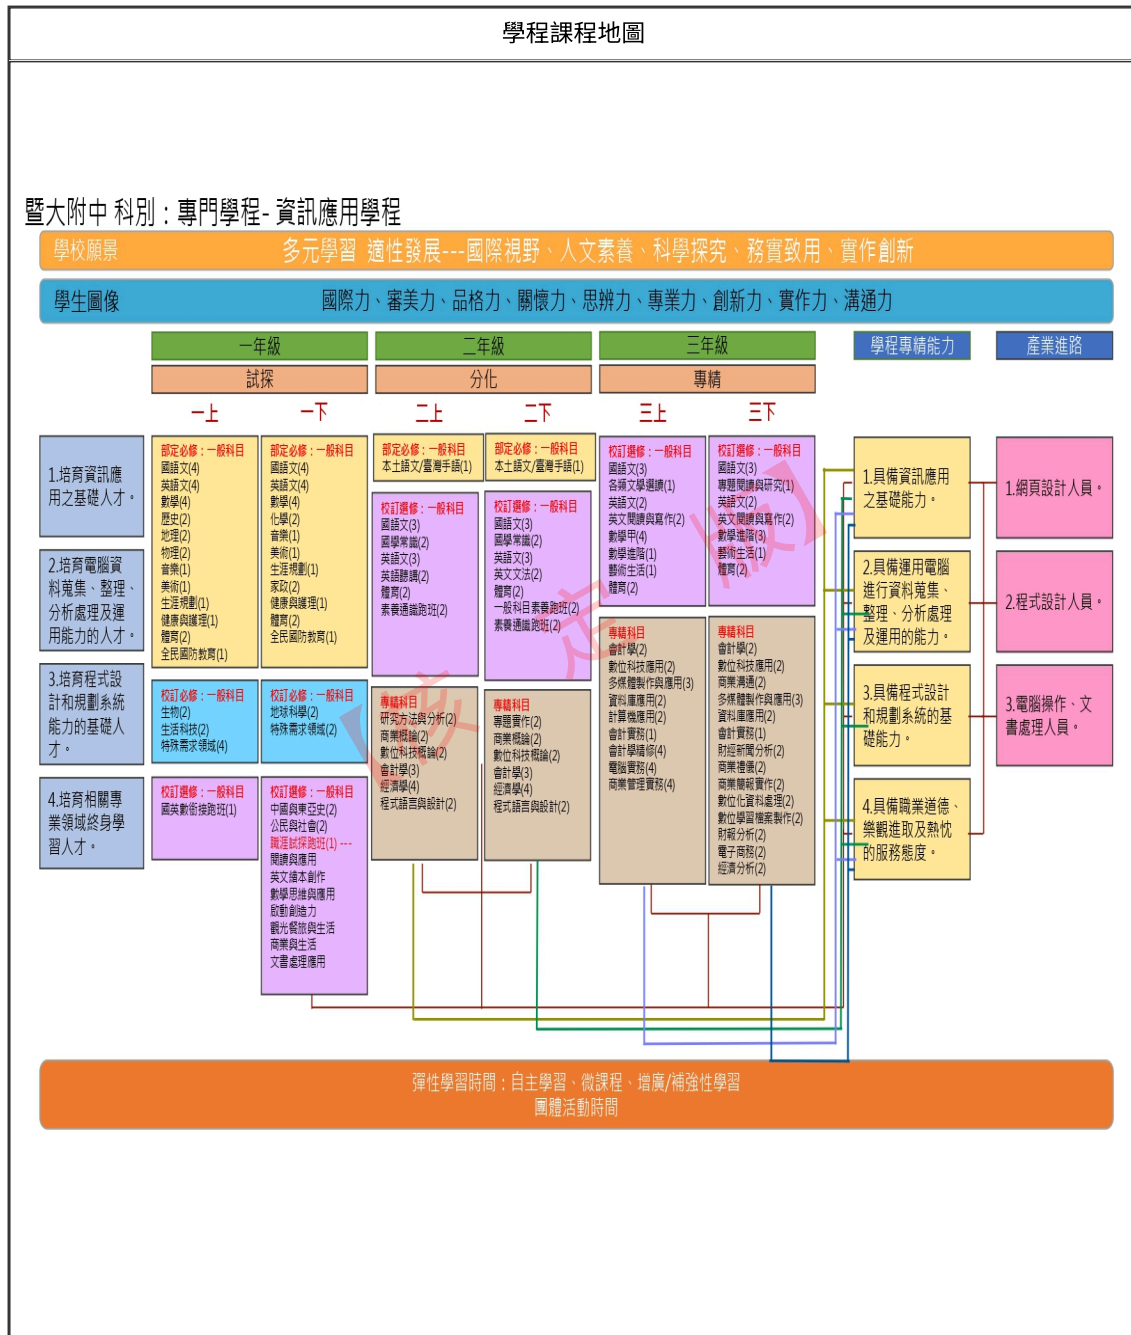 學程課程地圖
暨大附中 科別：專門學程- 資訊應用學程
學校願景
多元學習 適性發展---國際視野、人文素養、科學探究、務實致用、實作創新
學生圖像
國際力、審美力、品格力、關懷力、思辨力、專業力、創新力、實作力、溝通力
一年級
二年級
三年級
學程專精能力
產業進路
試探
分化
專精
一上
一下
二上
二下
三上
三下
1.培育資訊應
用之基礎人才。
2.培育電腦資
料蒐集、整理、
分析處理及運
用能力的人才。
3.培育程式設
計和規劃系統
能力的基礎人
才。
4.培育相關專
業領域終身學
習人才。
部定必修：一般科目
國語文(4)
英語文(4)
數學(4)
歷史(2)
地理(2)
物理(2)
音樂(1)
美術(1)
生涯規劃(1)
健康與護理(1)
體育(2)
全民國防教育(1)
校訂必修：一般科目
生物(2)
生活科技(2)
特殊需求領域(4)
校訂選修：一般科目
國英數銜接跑班(1)
部定必修：一般科目
國語文(4)
英語文(4)
數學(4)
化學(2)
音樂(1)
美術(1)
生涯規劃(1)
家政(2)
健康與護理(1)
體育(2)
全民國防教育(1)
校訂必修：一般科目
地球科學(2)
特殊需求領域(2)
校訂選修：一般科目
中國與東亞史(2)
公民與社會(2)
職涯試探跑班(1) ---
閱讀與應用
英文繪本創作
數學思維與應用
啟動創造力
觀光餐旅與生活
商業與生活
文書處理應用
部定必修：一般科目
本土語文/臺灣手語(1)
校訂選修：一般科目
國語文(3)
國學常識(2)
英語文(3)
英語聽講(2)
體育(2)
素養通識跑班(2)
專精科目
研究方法與分析(2)
商業概論(2)
數位科技概論(2)
會計學(3)
經濟學(4)
程式語言與設計(2)
部定必修：一般科目
本土語文/臺灣手語(1)
校訂選修：一般科目
國語文(3)
國學常識(2)
英語文(3)
英文文法(2)
體育(2)
一般科目素養跑班(2)
素養通識跑班(2)
專精科目
專題實作(2)
商業概論(2)
數位科技概論(2)
會計學(3)
經濟學(4)
程式語言與設計(2)
校訂選修：一般科目
國語文(3)
各類文學選讀(1)
英語文(2)
英文閱讀與寫作(2)
數學甲(4)
數學進階(1)
藝術生活(1)
體育(2)
專精科目
會計學(2)
數位科技應用(2)
多媒體製作與應用(3)
資料庫應用(2)
計算機應用(2)
會計實務(1)
會計學精修(4)
電腦實務(4)
商業管理實務(4)
校訂選修：一般科目
國語文(3)
專題閱讀與研究(1)
英語文(2)
英文閱讀與寫作(2)
數學進階(3)
藝術生活(1)
體育(2)
專精科目
會計學(2)
數位科技應用(2)
商業溝通(2)
多媒體製作與應用(3)
資料庫應用(2)
會計實務(1)
財經新聞分析(2)
商業禮儀(2)
商業簡報實作(2)
數位化資料處理(2)
數位學習檔案製作(2)
財報分析(2)
電子商務(2)
經濟分析(2)
1.具備資訊應用
之基礎能力。
2.具備運用電腦
進行資料蒐集、
整理、分析處理
及運用的能力。
3.具備程式設計
和規劃系統的基
礎能力。
4.具備職業道德、
樂觀進取及熱忱
的服務態度。
1.網頁設計人員。
2.程式設計人員。
3.電腦操作、文
書處理人員。
【核定版】
彈性學習時間：自主學習、微課程、增廣/補強性學習
團體活動時間